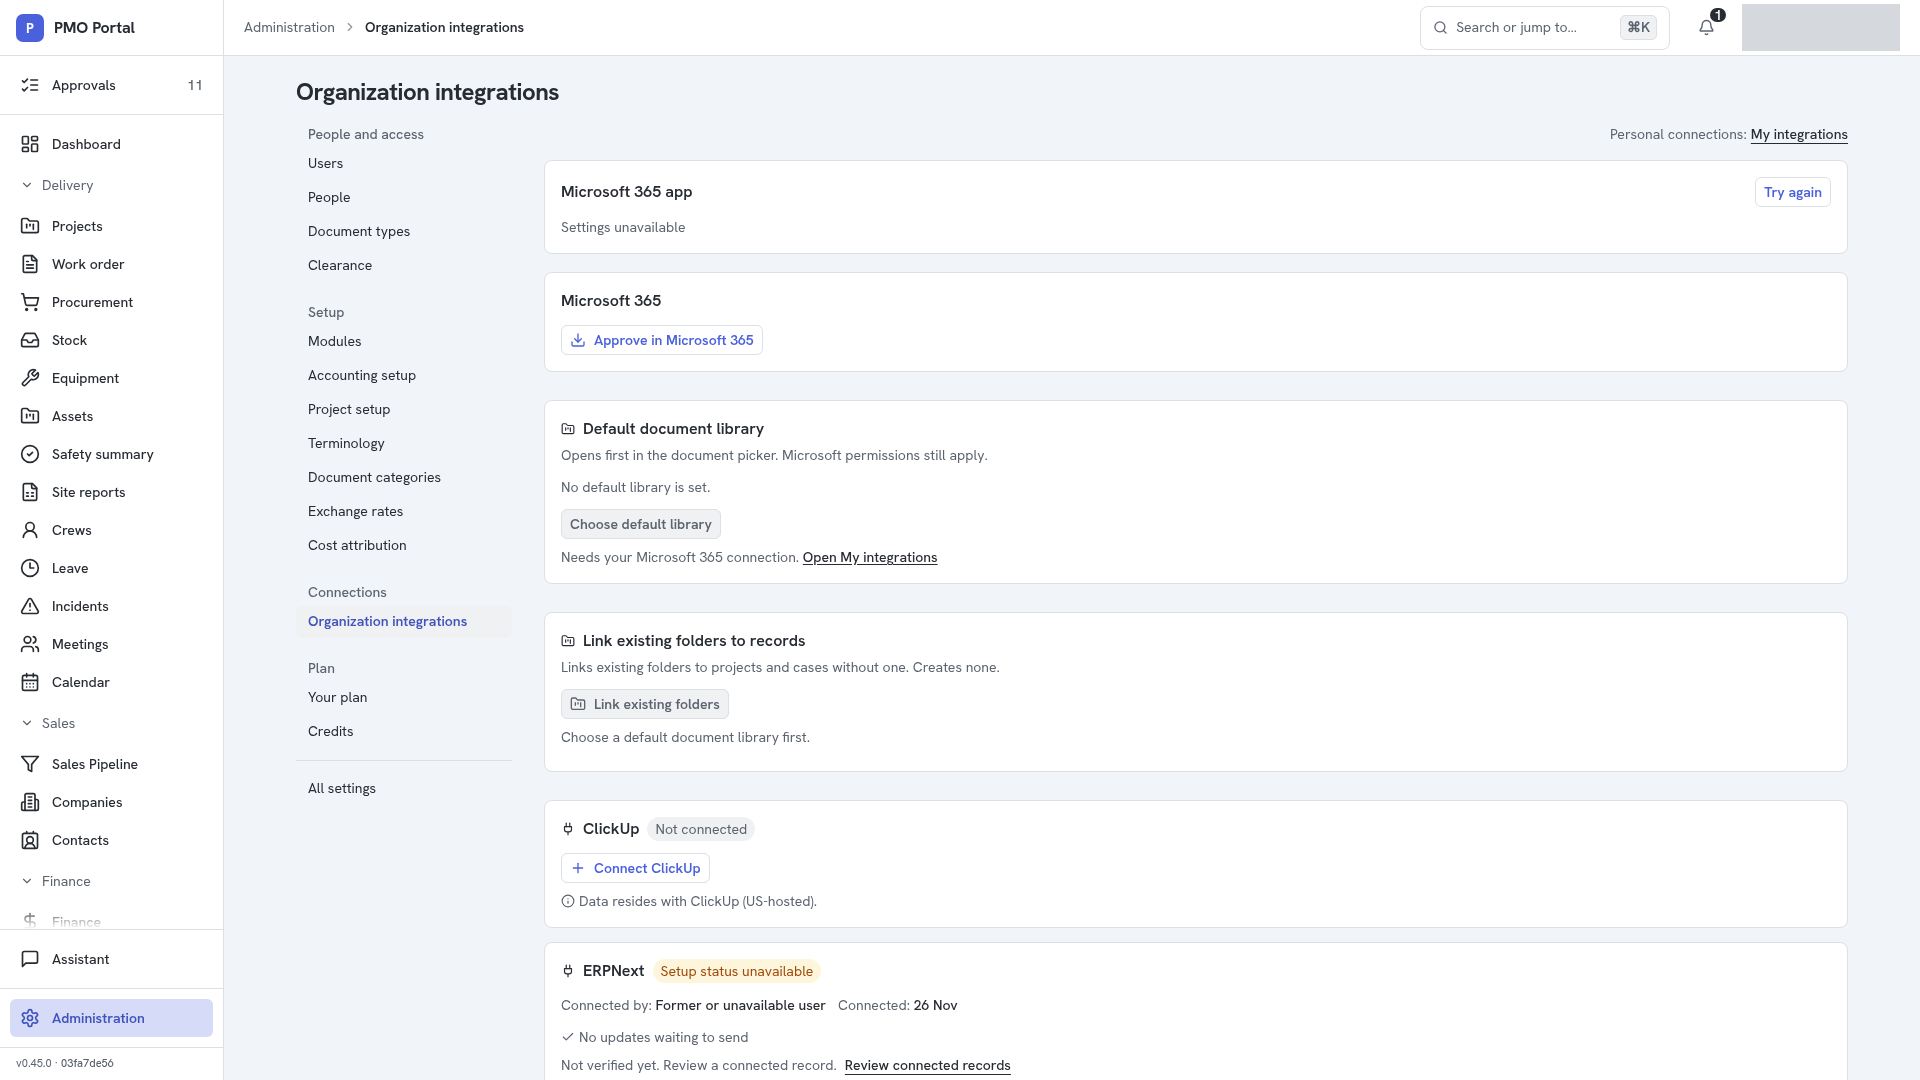 P PMO Portal
Administration > Organization integrations
Search or jump to... ⌘K
1
Approvals 11
Dashboard
Delivery
Projects
Work order
Procurement
Stock
Equipment
Assets
Safety summary
Site reports
Crews
Leave
Incidents
Meetings
Calendar
Sales
Sales Pipeline
Companies
Contacts
Finance
Finance
Assistant
Administration
v0.45.0 · 03fa7de56
Organization integrations
People and access
Users
People
Document types
Clearance
Setup
Modules
Accounting setup
Project setup
Terminology
Document categories
Exchange rates
Cost attribution
Connections
Organization integrations
Plan
Your plan
Credits
All settings
Personal connections: My integrations
Microsoft 365 app
Try again
Settings unavailable
Microsoft 365
Approve in Microsoft 365
Default document library
Opens first in the document picker. Microsoft permissions still apply.
No default library is set.
Choose default library
Needs your Microsoft 365 connection. Open My integrations
Link existing folders to records
Links existing folders to projects and cases without one. Creates none.
Link existing folders
Choose a default document library first.
ClickUp Not connected
Connect ClickUp
Data resides with ClickUp (US-hosted).
ERPNext Setup status unavailable
Connected by: Former or unavailable user Connected: 26 Nov
No updates waiting to send
Not verified yet. Review a connected record. Review connected records